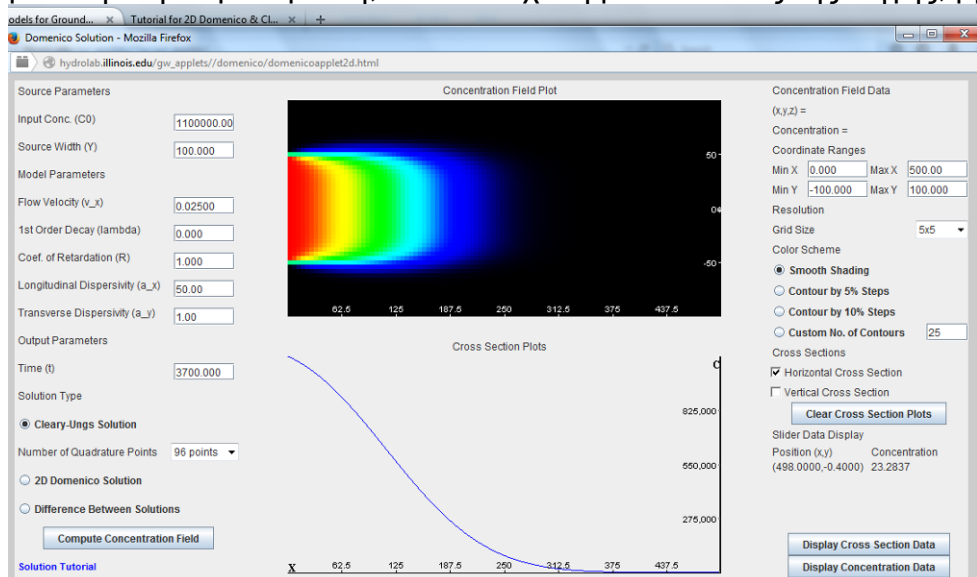 odels for Ground... × Tutorial for 2D Domenico & Cl... × +
Domenico Solution - Mozilla Firefox
hydrolab.illinois.edu/gw_applets//domenico/domenicoapplet2d.html
Source Parameters
Input Conc. (C0) 1100000.00
Source Width (Y) 100.000
Model Parameters
Flow Velocity (v_x) 0.02500
1st Order Decay (lambda) 0.000
Coef. of Retardation (R) 1.000
Longitudinal Dispersivity (a_x) 50.00
Transverse Dispersivity (a_y) 1.00
Output Parameters
Time (t) 3700.000
Solution Type
Cleary-Ungs Solution
Number of Quadrature Points 96 points
2D Domenico Solution
Difference Between Solutions
Compute Concentration Field
Solution Tutorial
Concentration Field Plot
50
0
-50
62.5 125 187.5 250 312.5 375 437.5
Cross Section Plots
C
825,000
550,000
275,000
X 62.5 125 187.5 250 312.5 375 437.5
Concentration Field Data
(x,y,z) =
Concentration =
Coordinate Ranges
Min X 0.000 Max X 500.00
Min Y -100.000 Max Y 100.000
Resolution
Grid Size 5x5
Color Scheme
Smooth Shading
Contour by 5% Steps
Contour by 10% Steps
Custom No. of Contours 25
Cross Sections
Horizontal Cross Section
Vertical Cross Section
Clear Cross Section Plots
Slider Data Display
Position (x,y) Concentration
(498.0000,-0.4000) 23.2837
Display Cross Section Data
Display Concentration Data